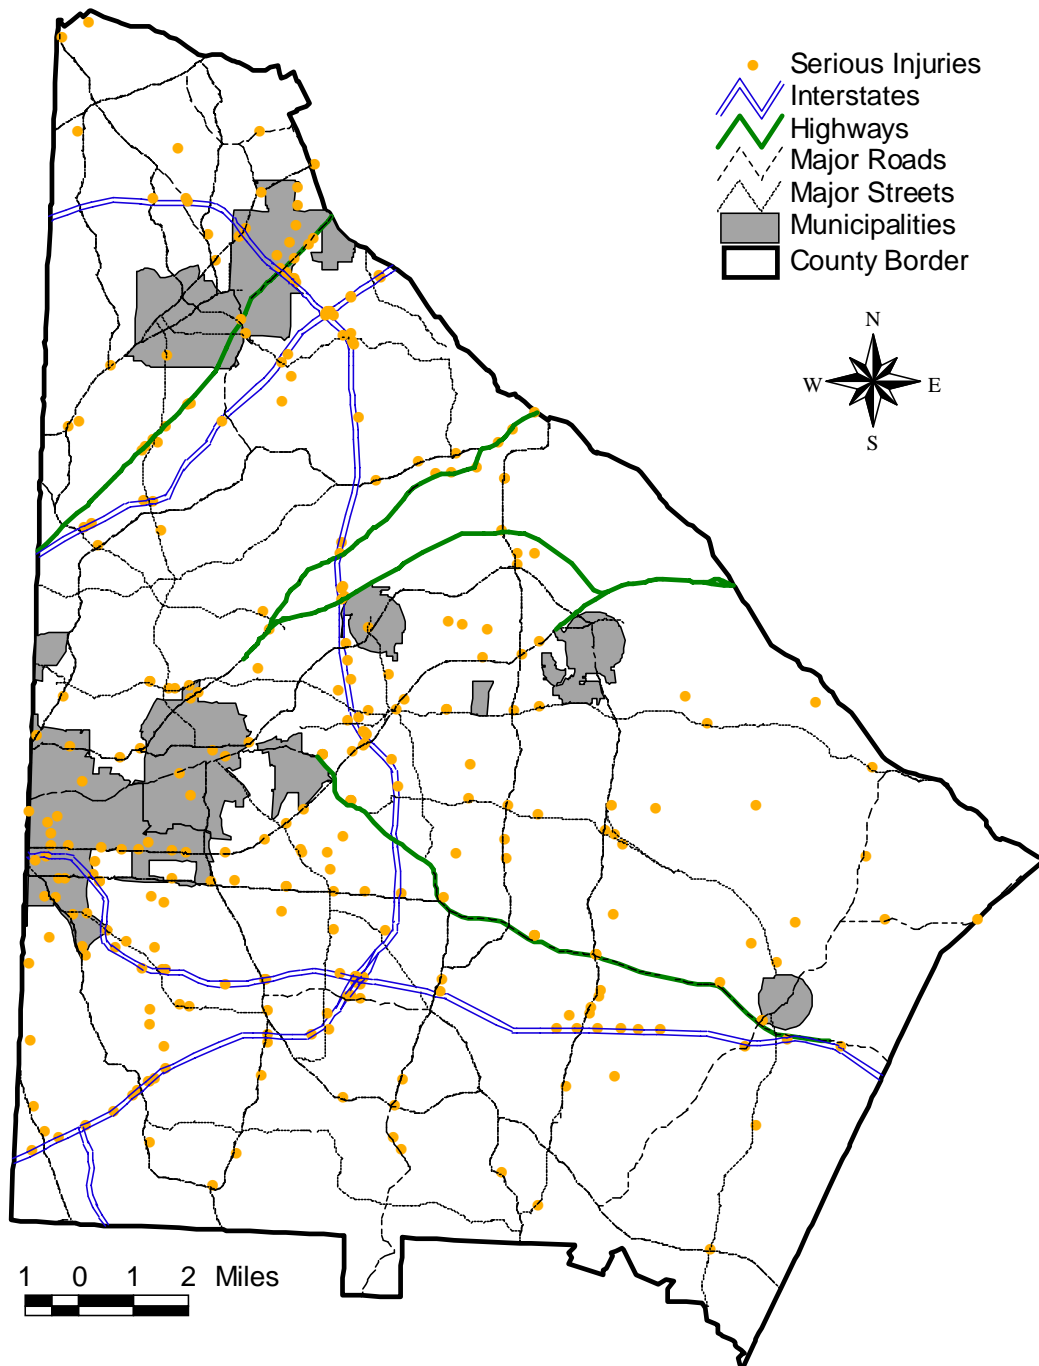 Serious Injuries
Interstates
Highways
Major Roads
Major Streets
Municipalities
County Border
N
W E
S
1 0 1 2 Miles